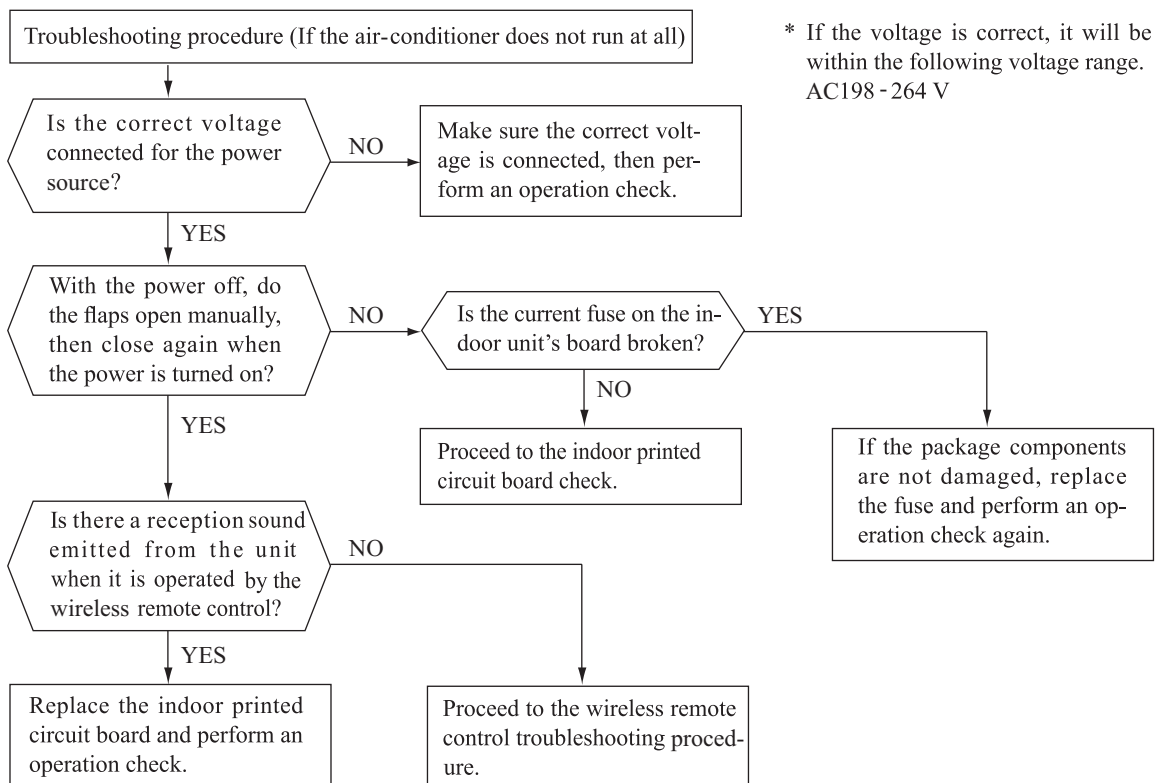 Troubleshooting procedure (If the air-conditioner does not run at all)
* If the voltage is correct, it will be
within the following voltage range.
AC198 - 264 V
Is the correct voltage
connected for the power
source?
NO
Make sure the correct volt-
age is connected, then per-
form an operation check.
YES
With the power off, do
the flaps open manually,
then close again when
the power is turned on?
NO
Is the current fuse on the in-
door unit's board broken?
YES
NO
YES
Proceed to the indoor printed
circuit board check.
If the package components
are not damaged, replace
the fuse and perform an op-
eration check again.
Is there a reception sound
emitted from the unit
when it is operated by the
wireless remote control?
NO
YES
Replace the indoor printed
circuit board and perform an
operation check.
Proceed to the wireless remote
control troubleshooting proced-
ure.